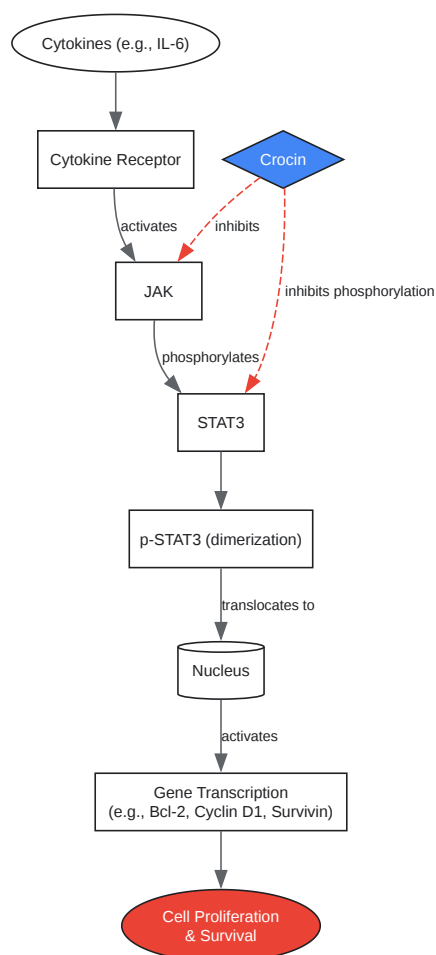 Cytokines (e.g., IL-6)
Cytokine Receptor
Crocin
activates
inhibits
JAK
inhibits phosphorylation
phosphorylates
STAT3
p-STAT3 (dimerization)
translocates to
Nucleus
activates
Gene Transcription
(e.g., Bcl-2, Cyclin D1, Survivin)
Cell Proliferation
& Survival